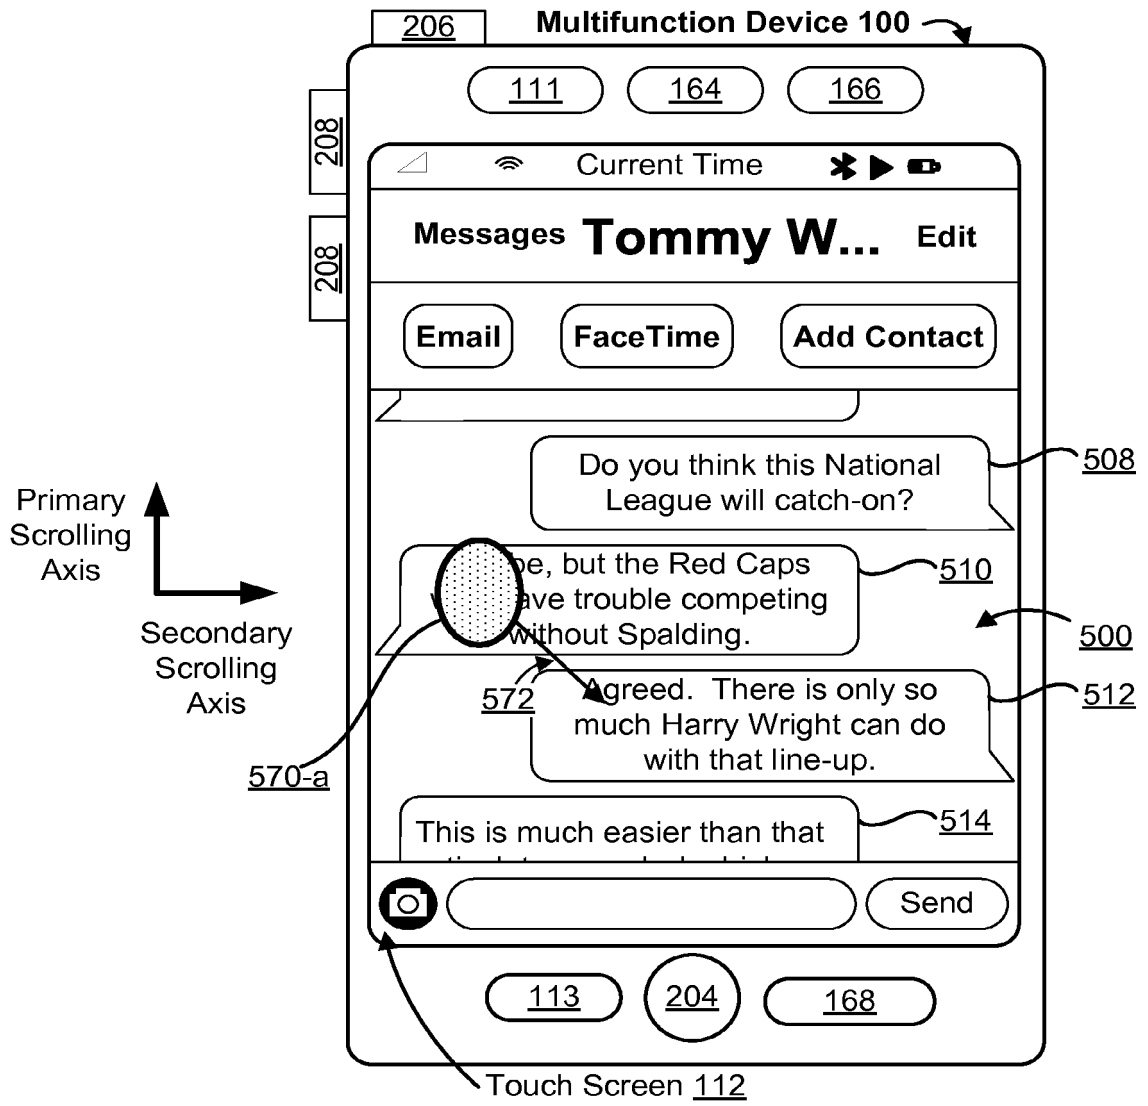 206
Multifunction Device 100
111
164
166
208
208
Current Time
Messages
Tommy W...
Edit
Email
FaceTime
Add Contact
Do you think this National
League will catch-on?
508
Primary
Scrolling
Axis
Secondary
Scrolling
Axis
be, but the Red Caps
ave trouble competing
without Spalding.
510
500
572
Agreed. There is only so
much Harry Wright can do
with that line-up.
512
570-a
This is much easier than that
514
Send
113
204
168
Touch Screen 112